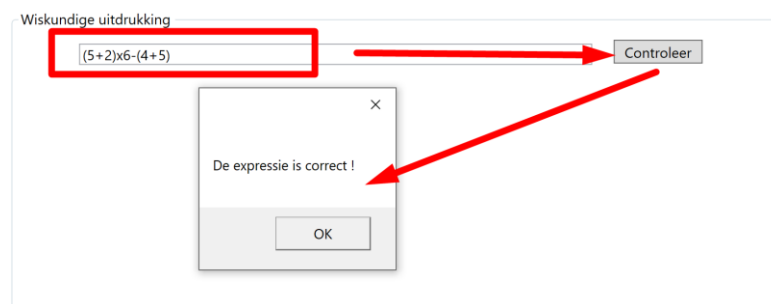 Wiskundige uitdrukking
(5+2)x6-(4+5)
Controleer
De expressie is correct !
OK